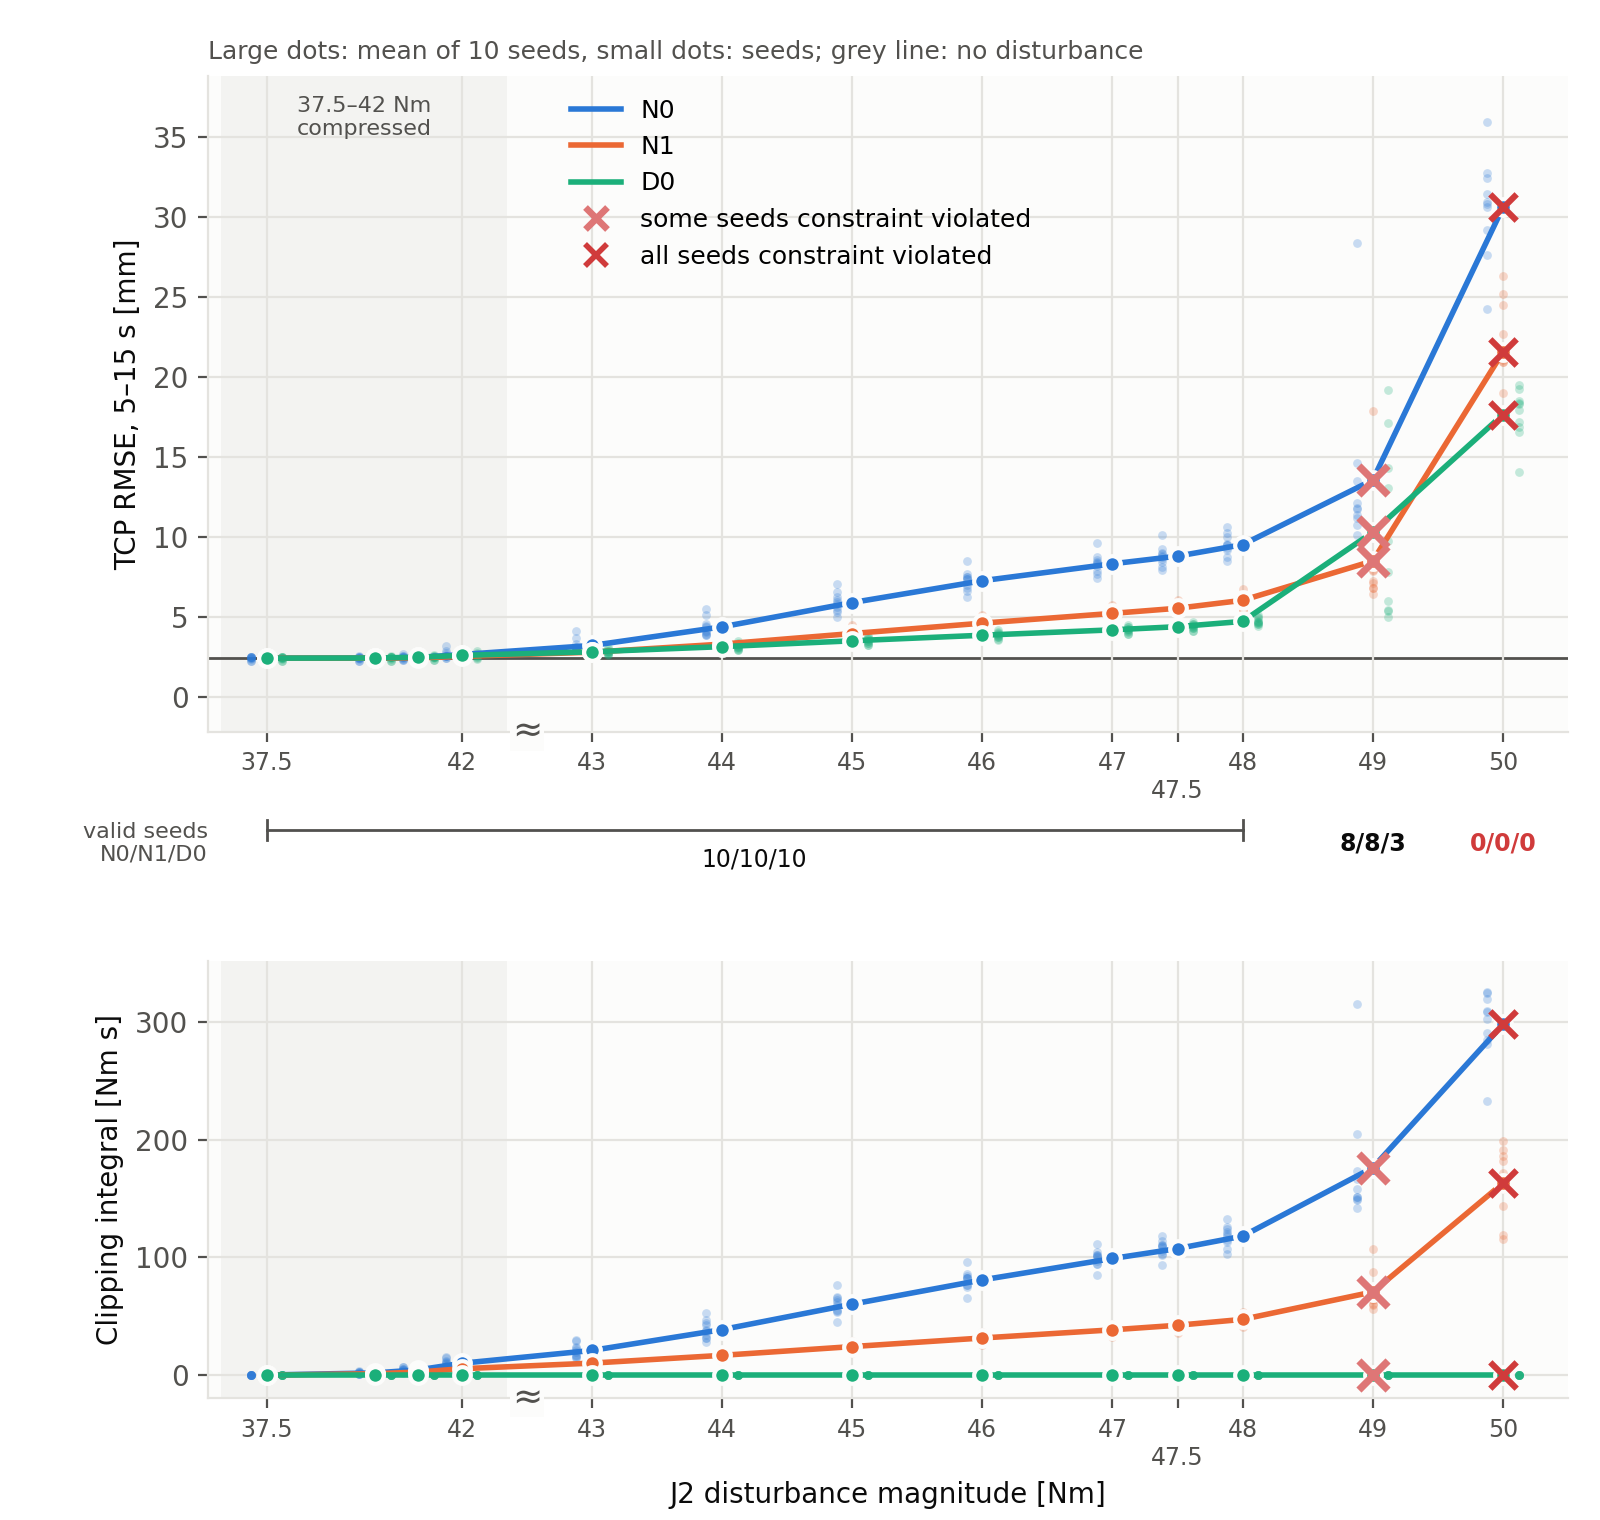 Large dots: mean of 10 seeds, small dots: seeds; grey line: no disturbance
37.5–42 Nm
compressed
N0
N1
D0
some seeds constraint violated
all seeds constraint violated
TCP RMSE, 5–15 s [mm]
35
30
25
20
15
10
5
0
≈
37.5 42 43 44 45 46 47 48 49 50
47.5
valid seeds
N0/N1/D0
10/10/10
8/8/3
0/0/0
Clipping integral [Nm s]
300
200
100
0
≈
37.5 42 43 44 45 46 47 48 49 50
47.5
J2 disturbance magnitude [Nm]